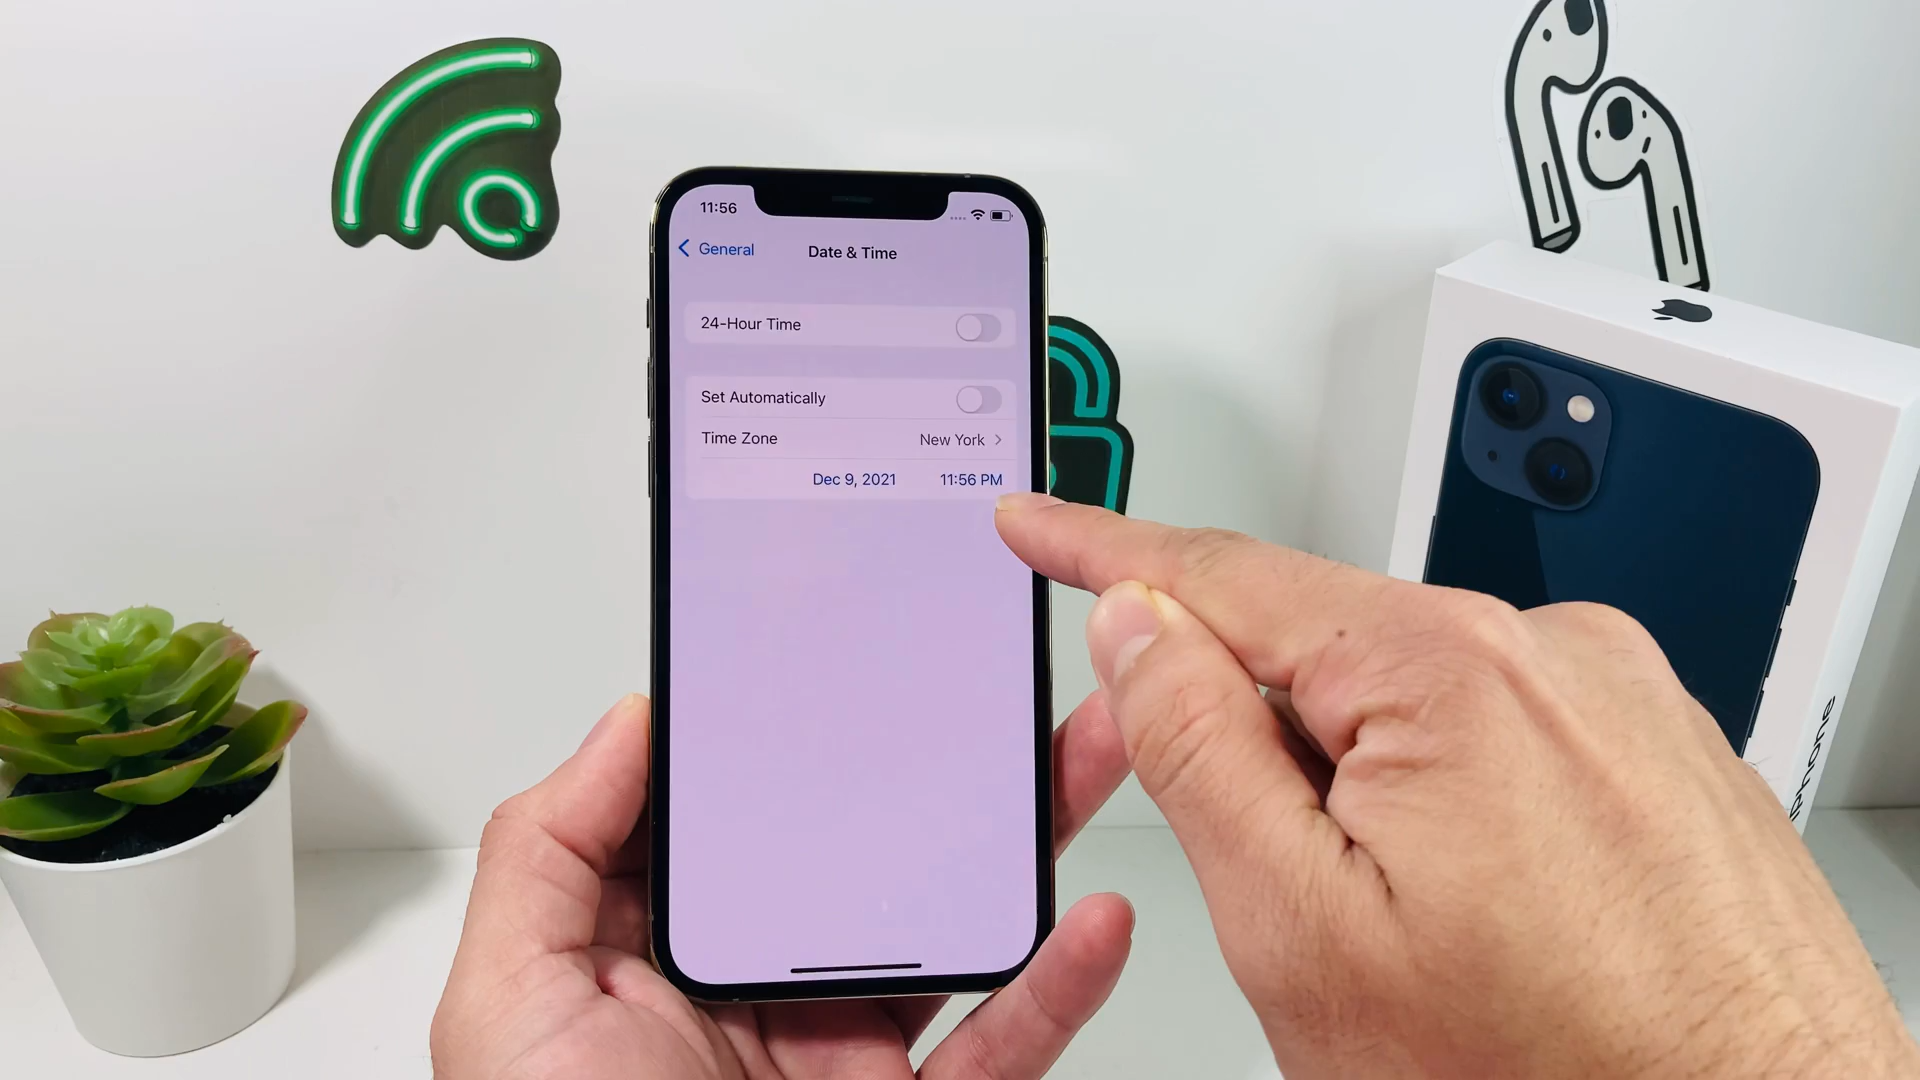 11:56
General
Date & Time
24-Hour Time
Set Automatically
Time Zone New York
Dec 9, 2021 11:56 PM
iPhone